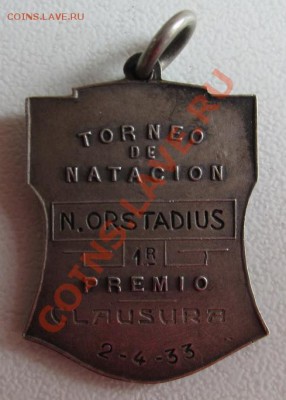 COINS.LAVE.RU
TORNEO
DE
NATACION
N. ORSTADIUS
1R
PREMIO
CLAUSURA
2-4-33
COINS.LAVE.RU